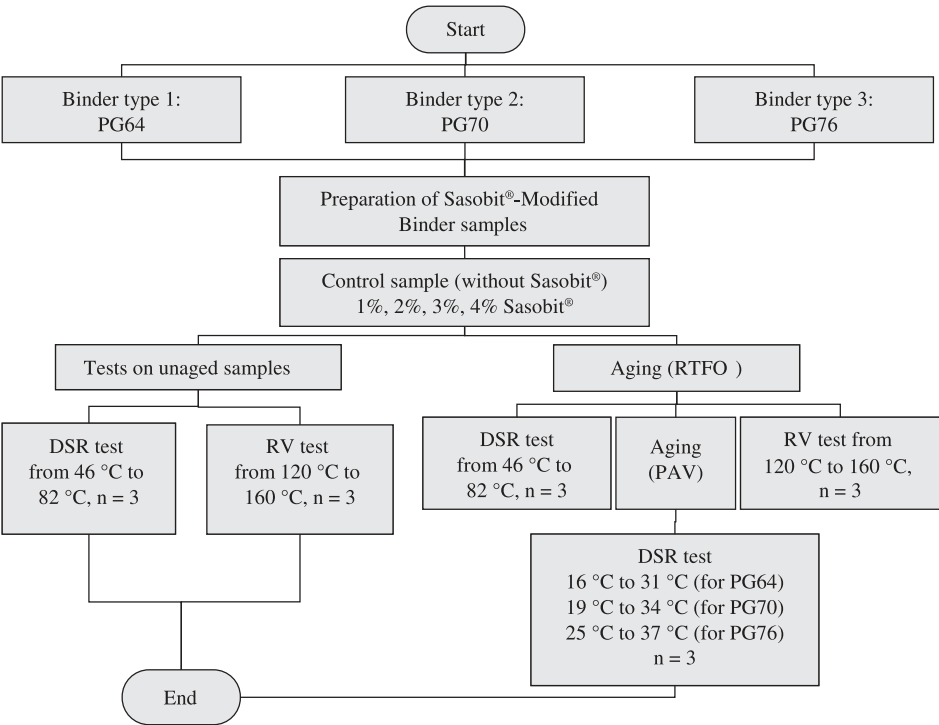 Start
Binder type 1:
PG64
Binder type 2:
PG70
Binder type 3:
PG76
Preparation of Sasobit®-Modified
Binder samples
Control sample (without Sasobit®)
1%, 2%, 3%, 4% Sasobit®
Tests on unaged samples
Aging (RTFO )
DSR test
from 46 °C to
82 °C, n = 3
RV test
from 120 °C to
160 °C, n = 3
DSR test
from 46 °C to
82 °C, n = 3
Aging
(PAV)
RV test from
120 °C to 160 °C,
n = 3
DSR test
16 °C to 31 °C (for PG64)
19 °C to 34 °C (for PG70)
25 °C to 37 °C (for PG76)
n = 3
End